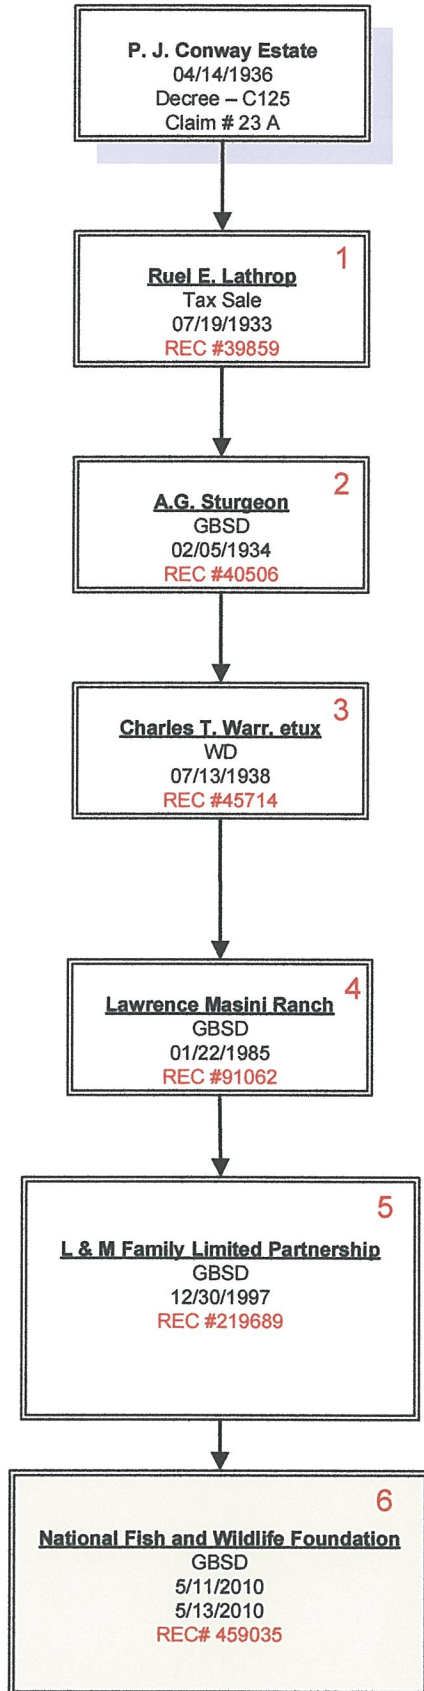 P. J. Conway Estate
04/14/1936
Decree – C125
Claim # 23 A
1
Ruel E. Lathrop
Tax Sale
07/19/1933
REC #39859
2
A.G. Sturgeon
GBSD
02/05/1934
REC #40506
3
Charles T. Warr. etux
WD
07/13/1938
REC #45714
4
Lawrence Masini Ranch
GBSD
01/22/1985
REC #91062
5
L & M Family Limited Partnership
GBSD
12/30/1997
REC #219689
6
National Fish and Wildlife Foundation
GBSD
5/11/2010
5/13/2010
REC# 459035